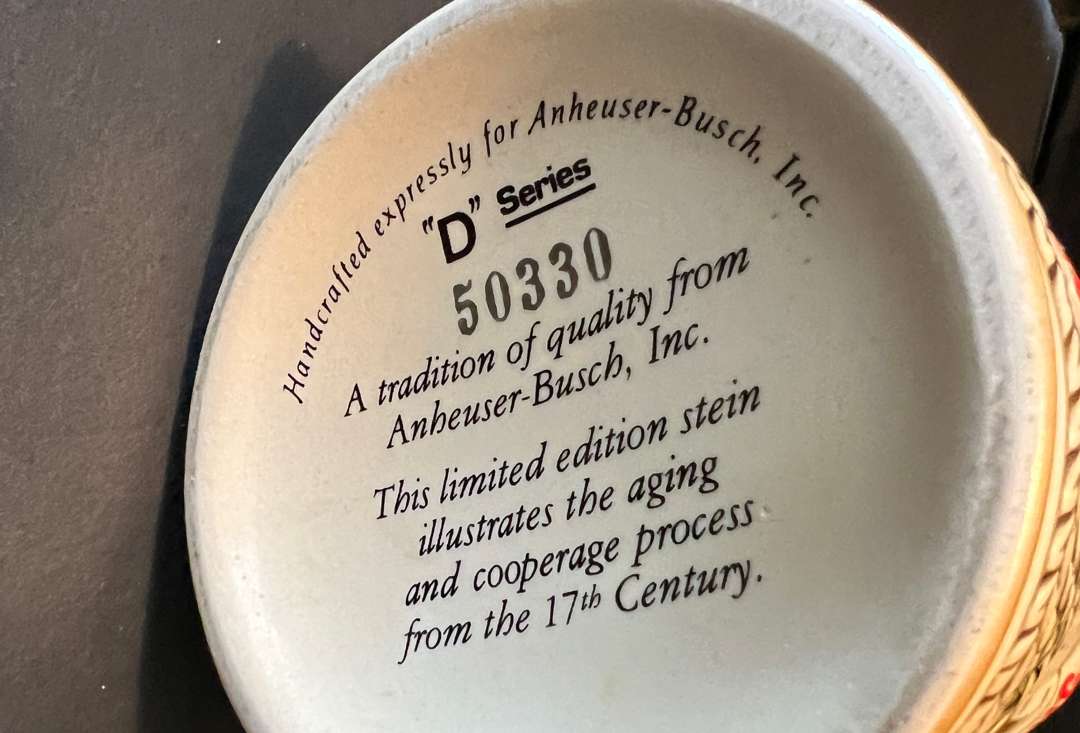 Handcrafted expressly for Anheuser-Busch, Inc.
"D" Series
50330
A tradition of quality from
Anheuser-Busch, Inc.
This limited edition stein
illustrates the aging
and cooperage process
from the 17th Century.